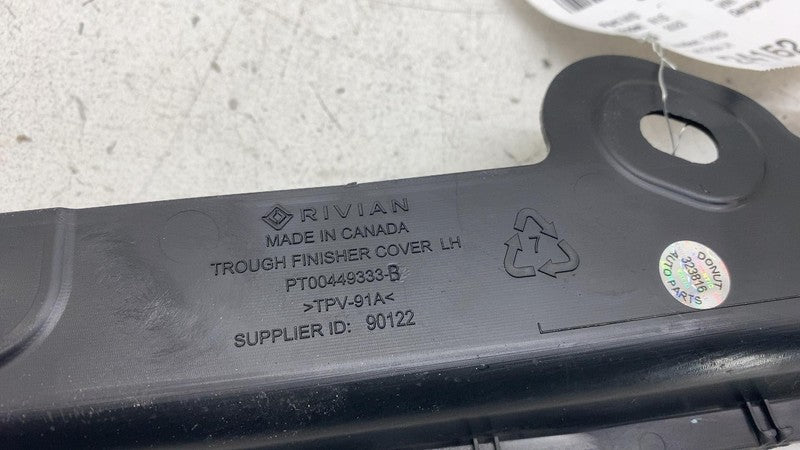 RIVIAN
MADE IN CANADA
TROUGH FINISHER COVER LH
PT00449333-B
>TPV-91A<
SUPPLIER ID: 90122
7
DONUT
323816
AUTO PARTS